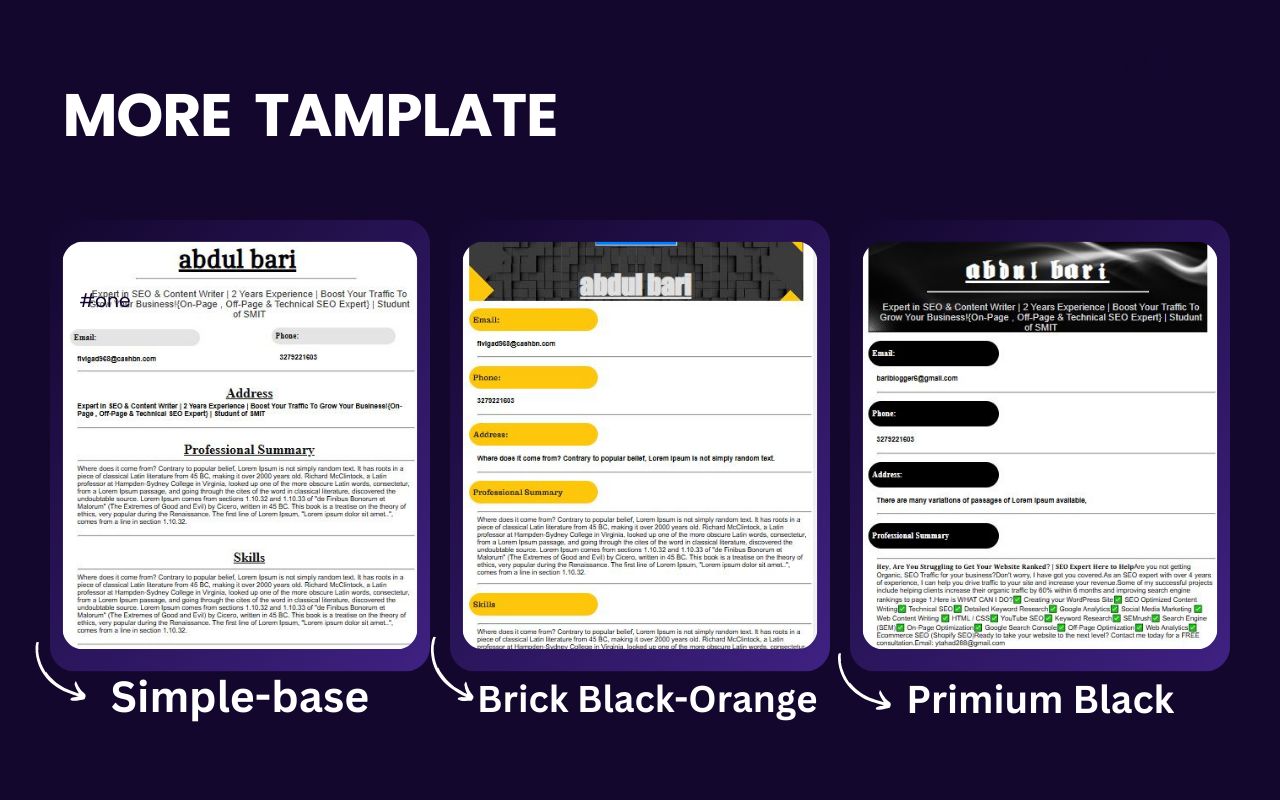 MORE TAMPLATE
abdul bari
#one
Expert in SEO & Content Writer | 2 Years Experience | Boost Your Traffic To
Grow Your Business!{On-Page , Off-Page & Technical SEO Expert} | Studunt
of SMIT
Email:
Phone:
flvigad968@cashbn.com
3279221603
Address
Expert in SEO & Content Writer | 2 Years Experience | Boost Your Traffic To Grow Your Business!{On-
Page , Off-Page & Technical SEO Expert} | Studunt of SMIT
Professional Summary
Where does it come from? Contrary to popular belief, Lorem Ipsum is not simply random text. It has roots in a
piece of classical Latin literature from 45 BC, making it over 2000 years old. Richard McClintock, a Latin
professor at Hampden-Sydney College in Virginia, looked up one of the more obscure Latin words, consectetur,
from a Lorem Ipsum passage, and going through the cites of the word in classical literature, discovered the
undoubtable source. Lorem Ipsum comes from sections 1.10.32 and 1.10.33 of "de Finibus Bonorum et
Malorum" (The Extremes of Good and Evil) by Cicero, written in 45 BC. This book is a treatise on the theory of
ethics, very popular during the Renaissance. The first line of Lorem Ipsum, "Lorem ipsum dolor sit amet..",
comes from a line in section 1.10.32.
Skills
Where does it come from? Contrary to popular belief, Lorem Ipsum is not simply random text. It has roots in a
piece of classical Latin literature from 45 BC, making it over 2000 years old. Richard McClintock, a Latin
professor at Hampden-Sydney College in Virginia, looked up one of the more obscure Latin words, consectetur,
from a Lorem Ipsum passage, and going through the cites of the word in classical literature, discovered the
undoubtable source. Lorem Ipsum comes from sections 1.10.32 and 1.10.33 of "de Finibus Bonorum et
Malorum" (The Extremes of Good and Evil) by Cicero, written in 45 BC. This book is a treatise on the theory of
ethics, very popular during the Renaissance. The first line of Lorem Ipsum, "Lorem ipsum dolor sit amet..",
comes from a line in section 1.10.32.
Simple-base
abdul bari
Email:
flvigad968@cashbn.com
Phone:
3279221603
Address:
Where does it come from? Contrary to popular belief, Lorem Ipsum is not simply random text.
Professional Summary
Where does it come from? Contrary to popular belief, Lorem Ipsum is not simply random text. It has roots in a
piece of classical Latin literature from 45 BC, making it over 2000 years old. Richard McClintock, a Latin
professor at Hampden-Sydney College in Virginia, looked up one of the more obscure Latin words, consectetur,
from a Lorem Ipsum passage, and going through the cites of the word in classical literature, discovered the
undoubtable source. Lorem Ipsum comes from sections 1.10.32 and 1.10.33 of "de Finibus Bonorum et
Malorum" (The Extremes of Good and Evil) by Cicero, written in 45 BC. This book is a treatise on the theory of
ethics, very popular during the Renaissance. The first line of Lorem Ipsum, "Lorem ipsum dolor sit amet..",
comes from a line in section 1.10.32.
Skills
Where does it come from? Contrary to popular belief, Lorem Ipsum is not simply random text. It has roots in a
piece of classical Latin literature from 45 BC, making it over 2000 years old. Richard McClintock, a Latin
professor at Hampden-Sydney College in Virginia, looked up one of the more obscure Latin words, consectetur,
Brick Black-Orange
abdul bari
Expert in SEO & Content Writer | 2 Years Experience | Boost Your Traffic To
Grow Your Business!{On-Page , Off-Page & Technical SEO Expert} | Studunt
of SMIT
Email:
bariblogger6@gmail.com
Phone:
3279221603
Address:
There are many variations of passages of Lorem Ipsum available,
Professional Summary
Hey, Are You Struggling to Get Your Website Ranked? | SEO Expert Here to HelpAre you not getting
Organic, SEO Traffic for your business?Don't worry, I have got you covered.As an SEO expert with over 4 years
of experience, I can help you drive traffic to your site and increase your revenue.Some of my successful projects
include helping clients increase their organic traffic by 60% within 6 months and improving search engine
rankings to page 1.Here is WHAT CAN I DO?✅ Creating your WordPress Site✅ SEO Optimized Content
Writing✅ Technical SEO✅ Detailed Keyword Research✅ Google Analytics✅ Social Media Marketing ✅
Web Content Writing ✅ HTML / CSS✅ YouTube SEO✅ Keyword Research✅ SEMrush✅ Search Engine
(SEM)✅ On-Page Optimization✅ Google Search Console✅ Off-Page Optimization✅ Web Analytics✅
Ecommerce SEO (Shopify SEO)Ready to take your website to the next level? Contact me today for a FREE
consultation.Email: ytahad288@gmail.com
Primium Black